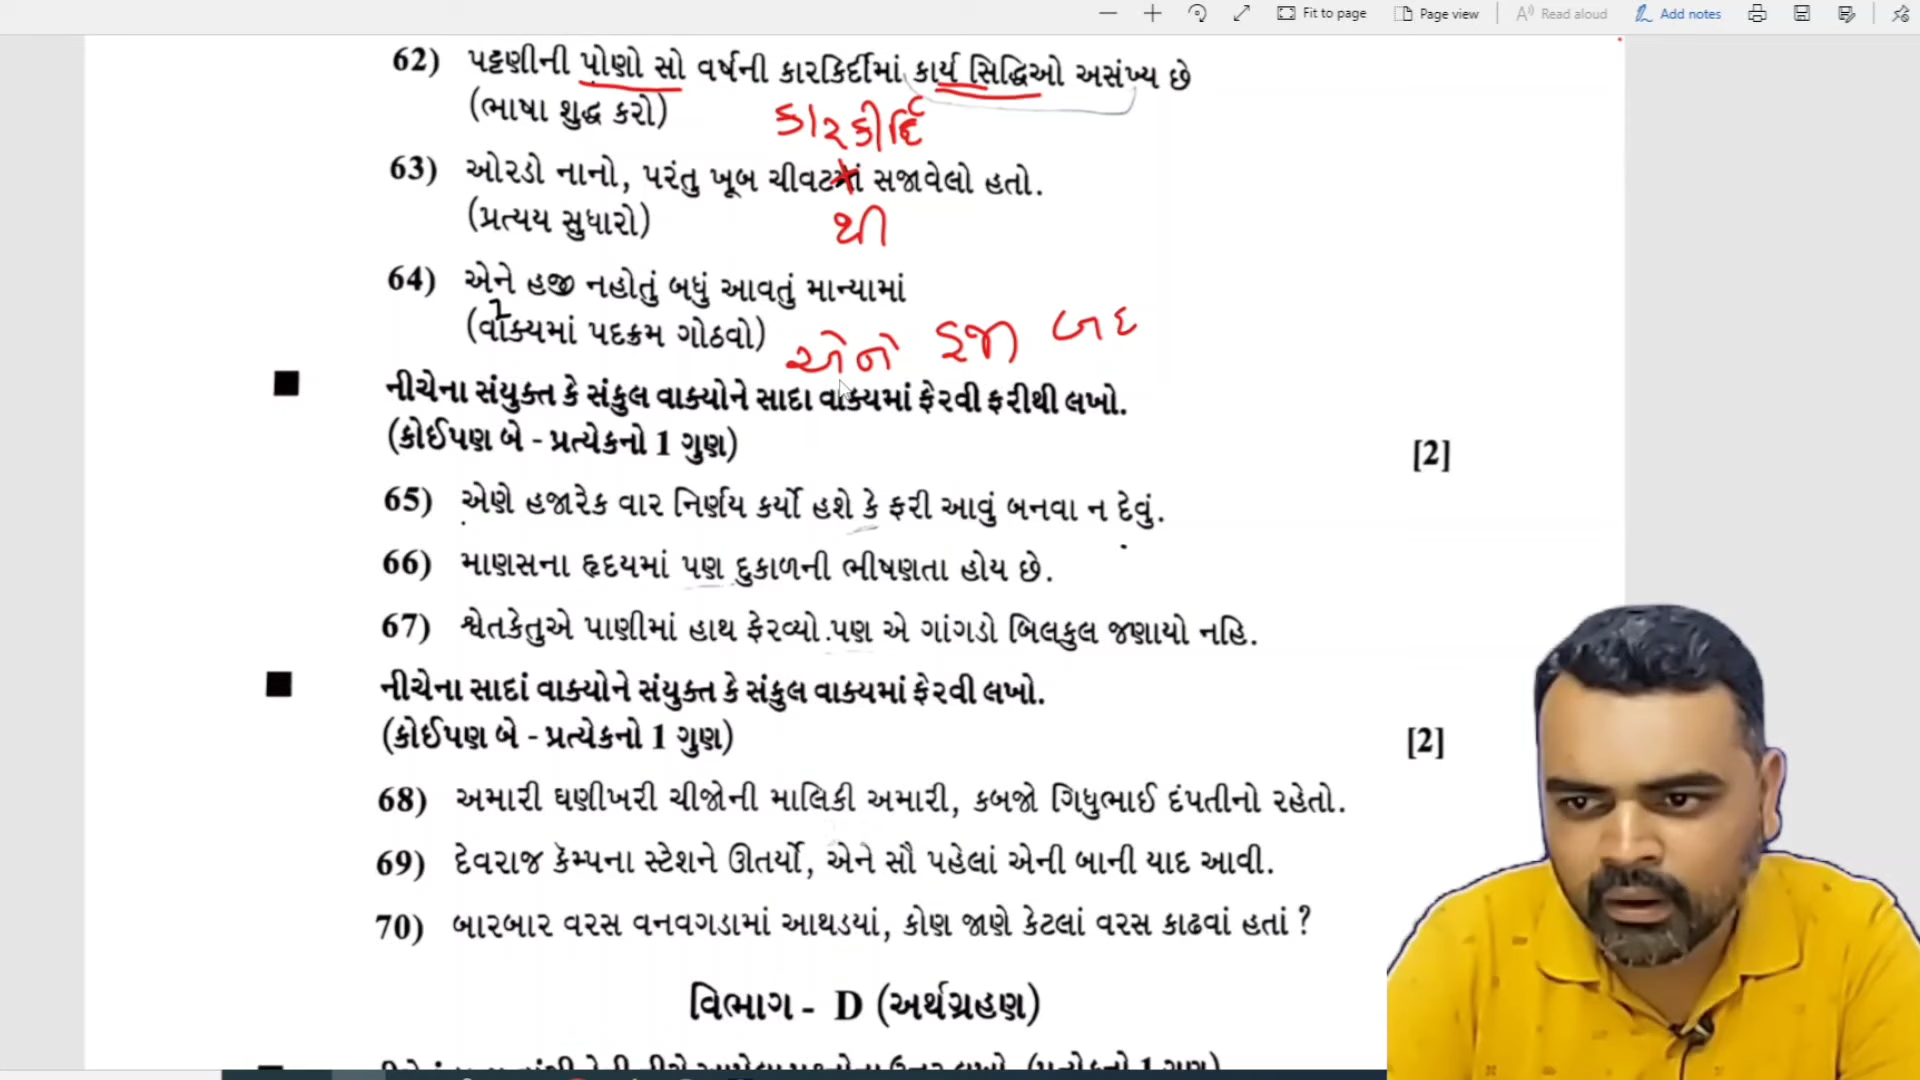 Fit to page
Page view
Read aloud
Add notes
62) પટ્ટણીની પોણો સો વર્ષની કારકિર્દીમાં કાર્ય સિદ્ધિઓ અસંખ્ય છે
(ભાષા શુદ્ધ કરો)
કારકીર્દિ
63) ઓરડો નાનો, પરંતુ ખૂબ ચીવટમાં સજાવેલો હતો.
(પ્રત્યય સુધારો)
થી
64) એને હજી નહોતું બધું આવતું માન્યામાં
(વાક્યમાં પદક્રમ ગોઠવો)
એને હજી બધ
■ નીચેના સંયુક્ત કે સંકુલ વાક્યોને સાદા વાક્યમાં ફેરવી ફરીથી લખો.
(કોઈપણ બે - પ્રત્યેકનો 1 ગુણ)
[2]
65) એણે હજારેક વાર નિર્ણય કર્યો હશે કે ફરી આવું બનવા ન દેવું.
66) માણસના હૃદયમાં પણ દુકાળની ભીષણતા હોય છે.
67) શ્વેતકેતુએ પાણીમાં હાથ ફેરવ્યો.પણ એ ગાંગડો બિલકુલ જણાયો નહિ.
■ નીચેના સાદાં વાક્યોને સંયુક્ત કે સંકુલ વાક્યમાં ફેરવી લખો.
(કોઈપણ બે - પ્રત્યેકનો 1 ગુણ)
[2]
68) અમારી ઘણીખરી ચીજોની માલિકી અમારી, કબજો ગિધુભાઈ દંપતીનો રહેતો.
69) દેવરાજ કૅમ્પના સ્ટેશને ઊતર્યો, એને સૌ પહેલાં એની બાની યાદ આવી.
70) બારબાર વરસ વનવગડામાં આથડયાં, કોણ જાણે કેટલાં વરસ કાઢવાં હતાં ?
વિભાગ - D (અર્થગ્રહણ)